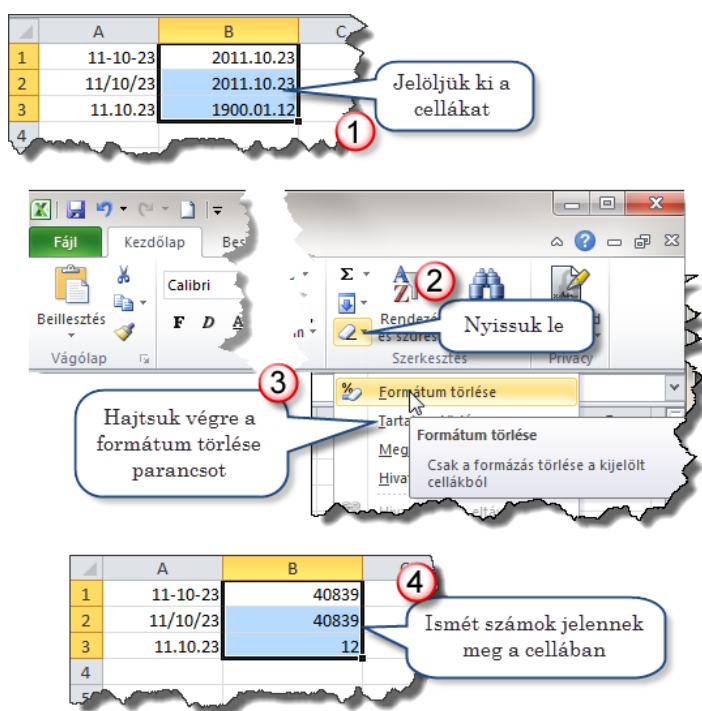 A B C
1 11-10-23 2011.10.23
2 11/10/23 2011.10.23
3 11.10.23 1900.01.12
4
Jelöljük ki a
cellákat
1
Fájl Kezdőlap Bes
Calibri
Beillesztés
F D A
Vágólap
Σ
2
Nyissuk le
és szűrés
Szerkesztés
Privacy
3
Hajtsuk végre a
formátum törlése
parancsot
Formátum törlése
Formátum törlése
Csak a formázás törlése a kijelölt
cellákból
A B
1 11-10-23 40839
2 11/10/23 40839
3 11.10.23 12
4
4
Ismét számok jelennek
meg a cellában